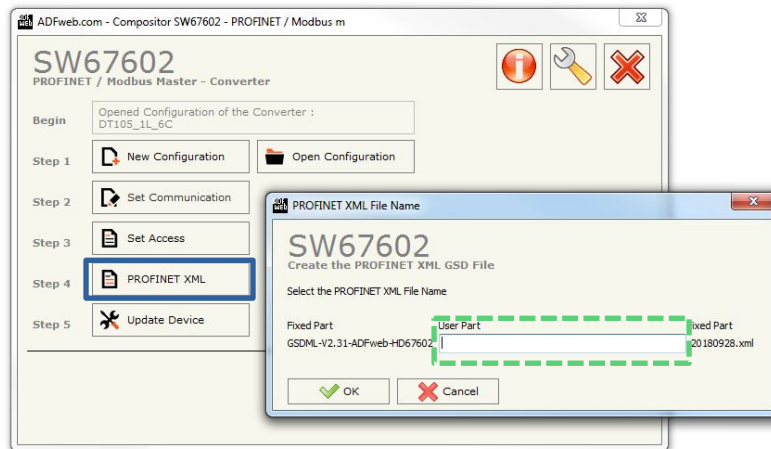 ADFweb.com - Compositor SW67602 - PROFINET / Modbus m
SW67602
PROFINET / Modbus Master - Converter
Begin
Opened Configuration of the Converter :
DT105_1L_6C
Step 1
New Configuration
Open Configuration
Step 2
Set Communication
Step 3
Set Access
Step 4
PROFINET XML
Step 5
Update Device
PROFINET XML File Name
SW67602
Create the PROFINET XML GSD File
Select the PROFINET XML File Name
Fixed Part
User Part
Fixed Part
GSDML-V2.31-ADFweb-HD67602
20180928.xml
OK
Cancel